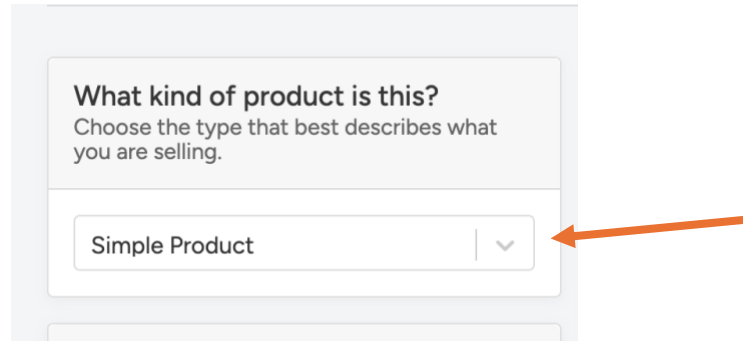 What kind of product is this?
Choose the type that best describes what
you are selling.
Simple Product